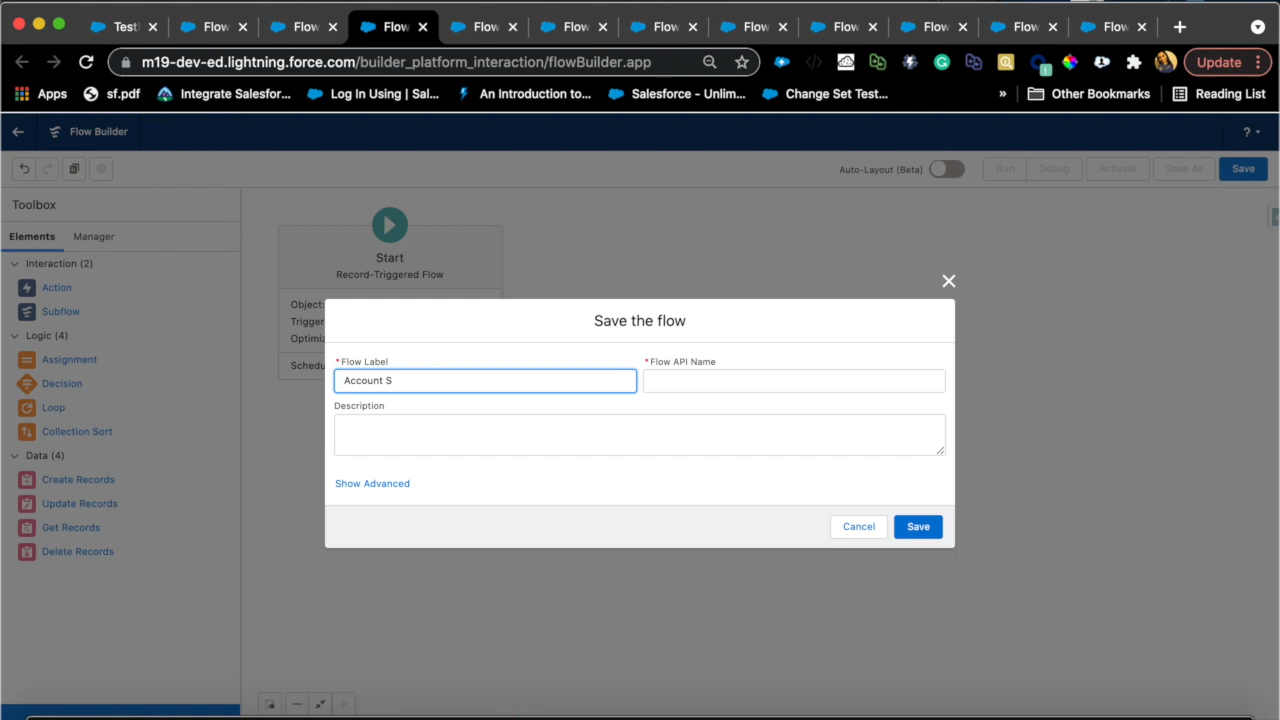 Testi Flow Flow Flow Flow Flow Flow Flow Flow Flow Flow Flow
m19-dev-ed.lightning.force.com/builder_platform_interaction/flowBuilder.app Update
Apps sf.pdf Integrate Salesfor... Log In Using | Sal... An Introduction to... Salesforce - Unlim... Change Set Test... » Other Bookmarks Reading List
Flow Builder ?
Auto-Layout (Beta) Run Debug Activate Save As Save
Toolbox
Elements Manager
Interaction (2)
Action
Subflow
Logic (4)
Assignment
Decision
Loop
Collection Sort
Data (4)
Create Records
Update Records
Get Records
Delete Records
Start
Record-Triggered Flow
Object:
Trigger
Optimiz
Schedu
Save the flow
*Flow Label *Flow API Name
Account S
Description
Show Advanced
Cancel Save